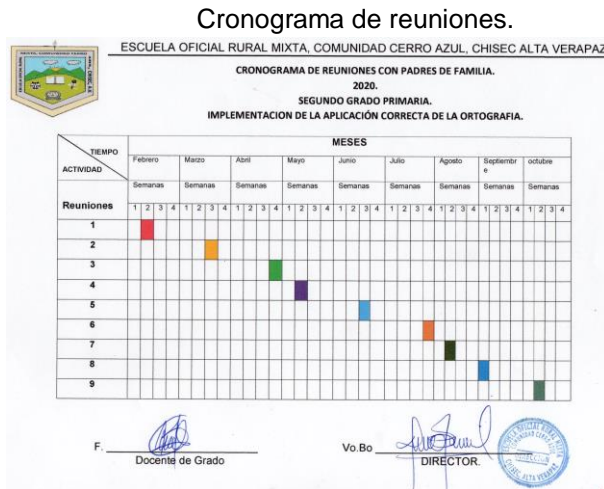 Cronograma de reuniones.
ESCUELA OFICIAL RURAL MIXTA, COMUNIDAD CERRO AZUL, CHISEC ALTA VERAPAZ
CRONOGRAMA DE REUNIONES CON PADRES DE FAMILIA.
2020.
SEGUNDO GRADO PRIMARIA.
IMPLEMENTACION DE LA APLICACIÓN CORRECTA DE LA ORTOGRAFIA.
TIEMPO
ACTIVIDAD
MESES
Febrero Marzo Abril Mayo Junio Julio Agosto Septiembre octubre
Semanas Semanas Semanas Semanas Semanas Semanas Semanas Semanas Semanas
Reuniones 1 2 3 4 1 2 3 4 1 2 3 4 1 2 3 4 1 2 3 4 1 2 3 4 1 2 3 4 1 2 3 4 1 2 3 4
1
2
3
4
5
6
7
8
9
F.
Docente de Grado
Vo.Bo
DIRECTOR.